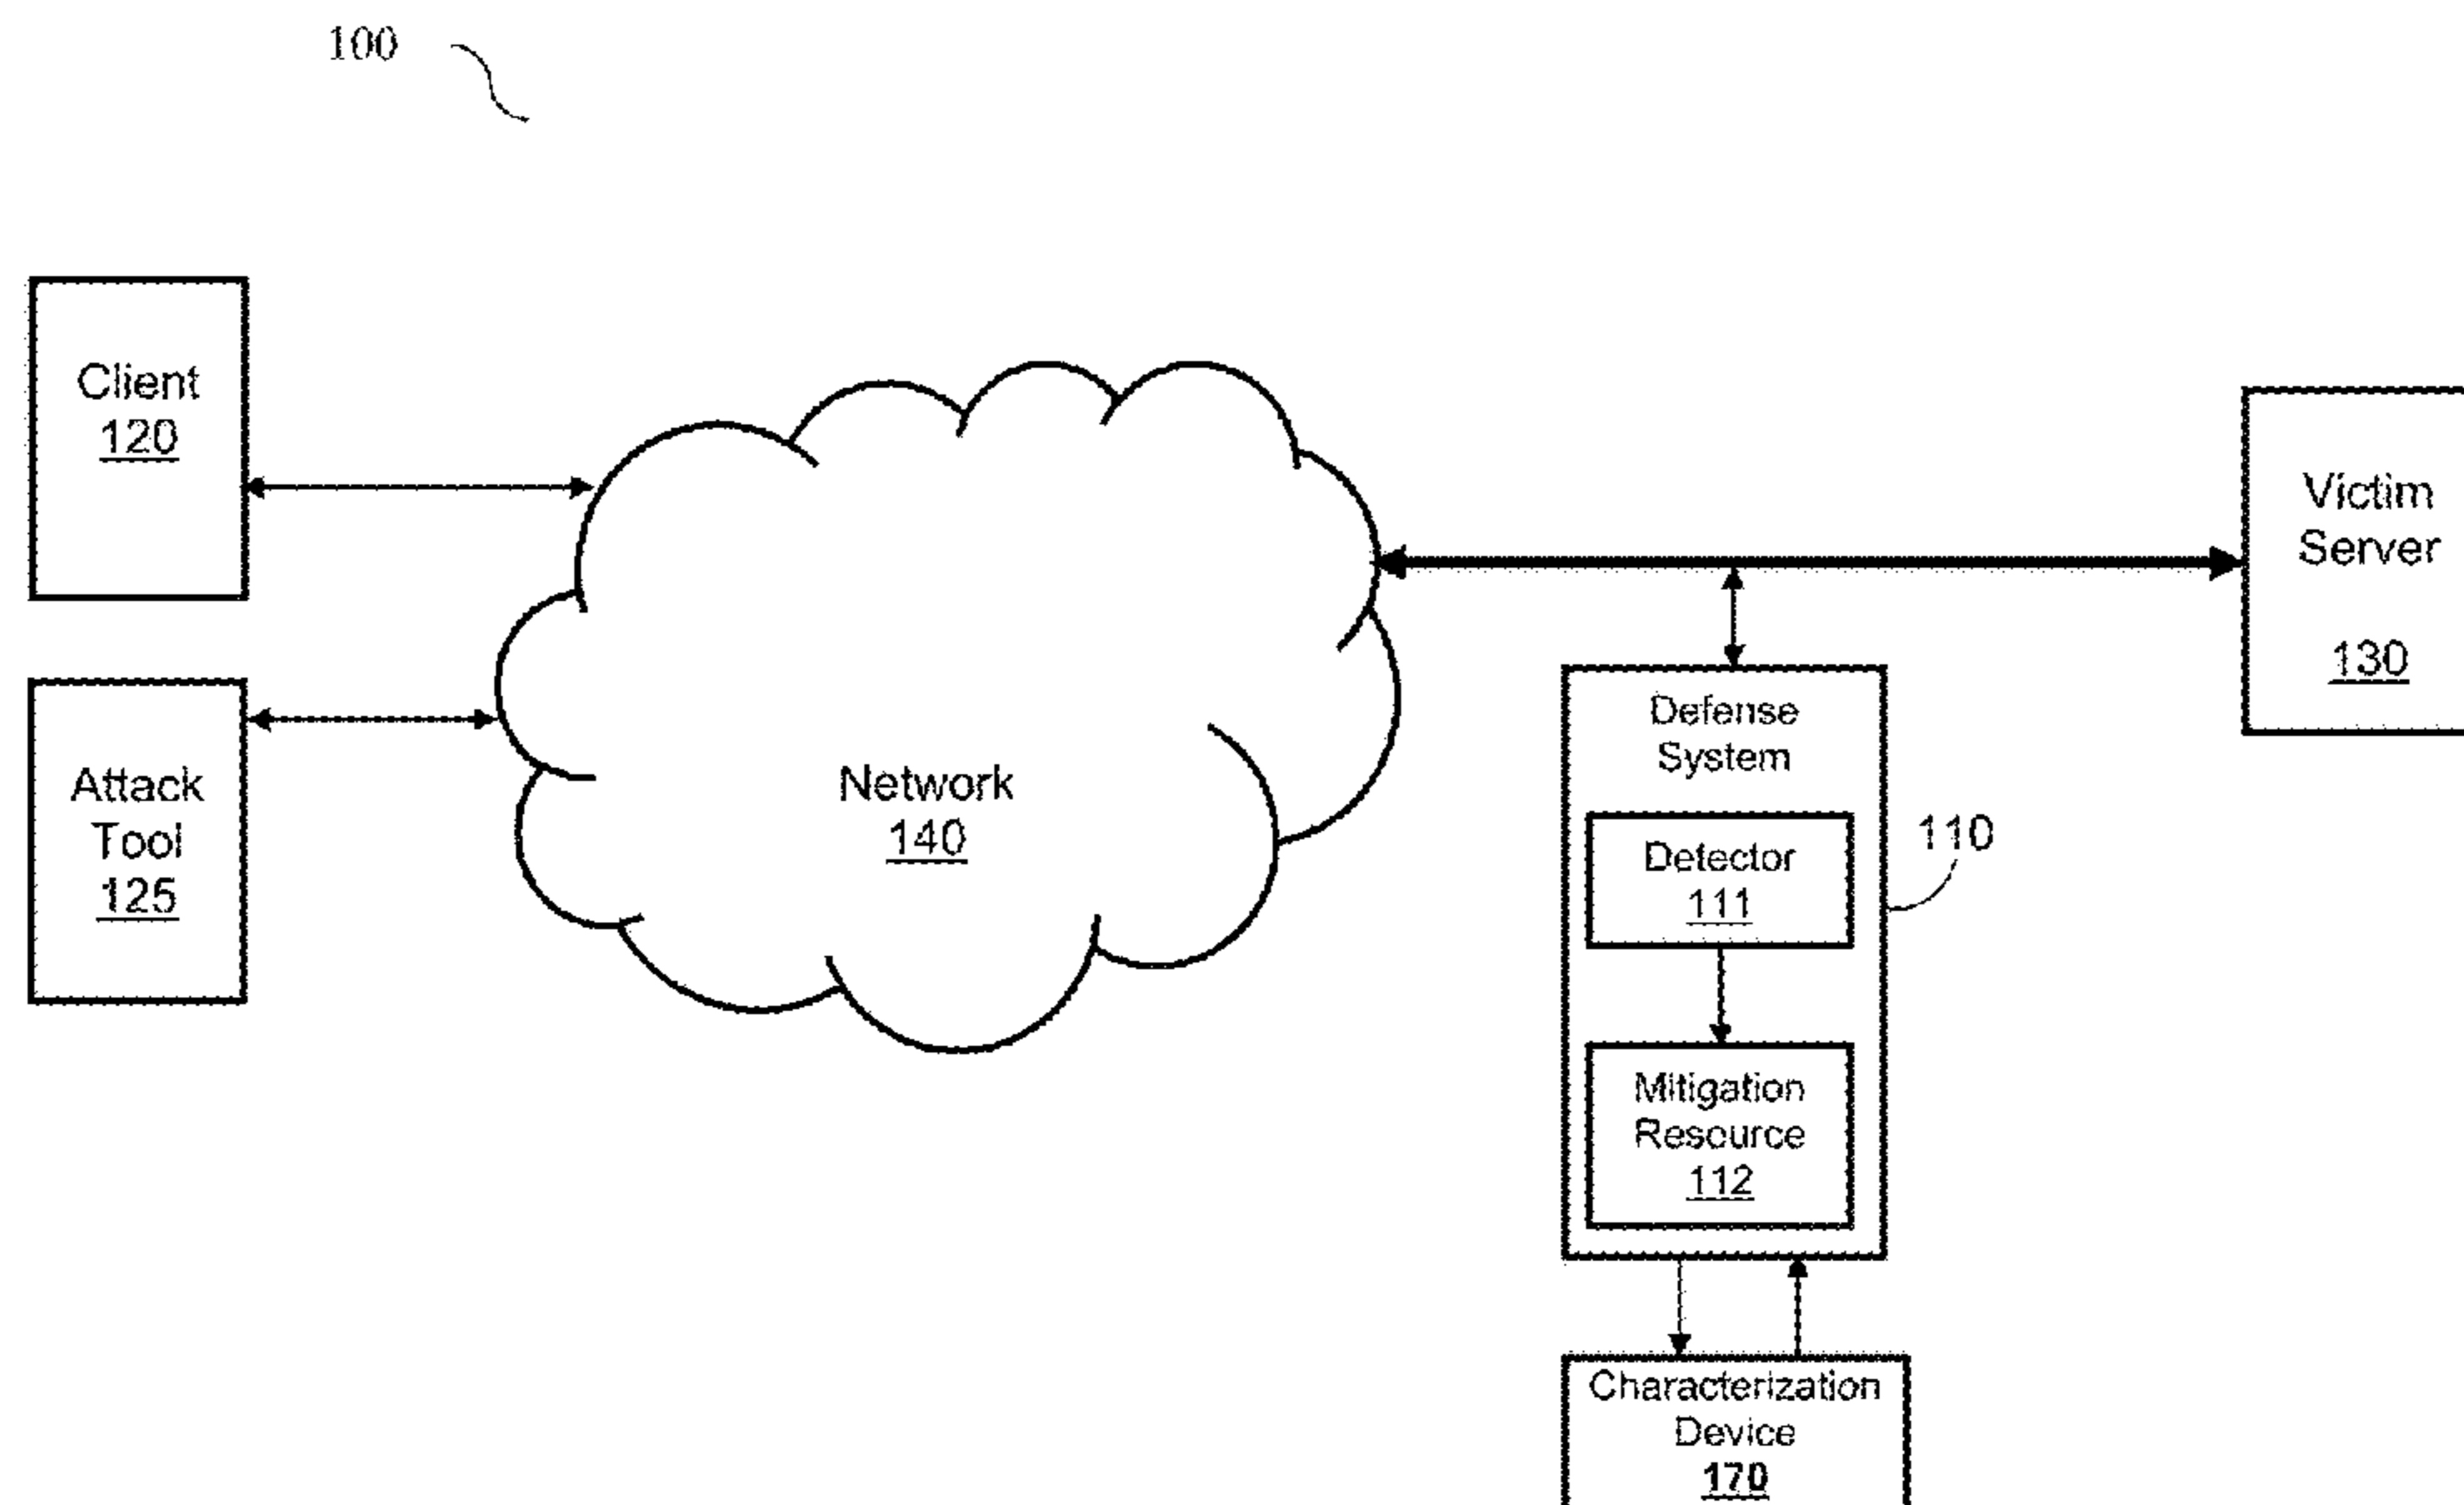 100
Client
120
Attack
Tool
125
Network
140
Victim
Server
130
Defense
System
110
Detector
111
Mitigation
Resource
112
Characterization
Device
170